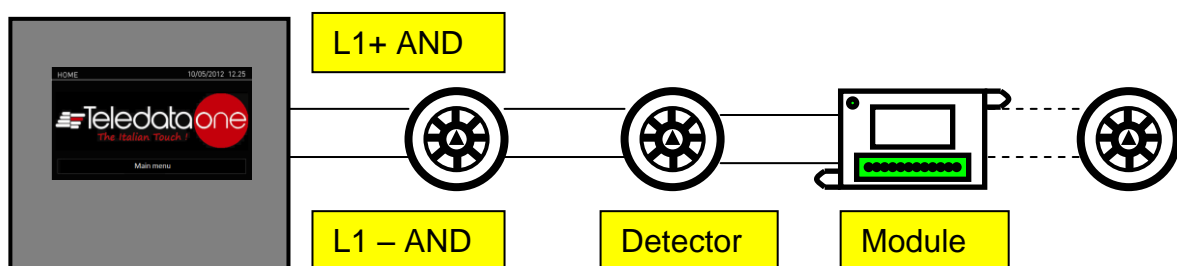 L1+ AND
HOME 10/05/2012 12.25
Teledata one
The Italian Touch !
Main menu
L1 – AND
Detector
Module